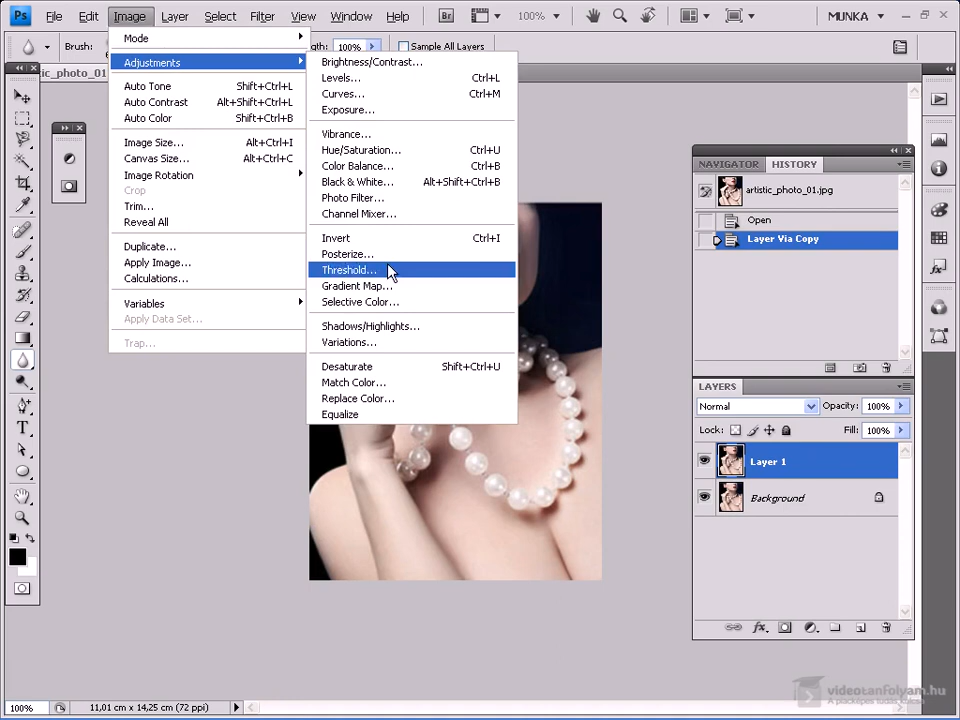 Ps File Edit Image Layer Select Filter View Window Help Br 100% MUNKA
Brush: 100% Sample All Layers
Mode
Adjustments
Auto Tone Shift+Ctrl+L
Auto Contrast Alt+Shift+Ctrl+L
Auto Color Shift+Ctrl+B
Image Size... Alt+Ctrl+I
Canvas Size... Alt+Ctrl+C
Image Rotation
Crop
Trim...
Reveal All
Duplicate...
Apply Image...
Calculations...
Variables
Apply Data Set...
Trap...
Brightness/Contrast...
Levels... Ctrl+L
Curves... Ctrl+M
Exposure...
Vibrance...
Hue/Saturation... Ctrl+U
Color Balance... Ctrl+B
Black & White... Alt+Shift+Ctrl+B
Photo Filter...
Channel Mixer...
Invert Ctrl+I
Posterize...
Threshold...
Gradient Map...
Selective Color...
Shadows/Highlights...
Variations...
Desaturate Shift+Ctrl+U
Match Color...
Replace Color...
Equalize
NAVIGATOR HISTORY
artistic_photo_01.jpg
Open
Layer Via Copy
LAYERS
Normal Opacity: 100%
Lock: Fill: 100%
Layer 1
Background
100% 11,01 cm x 14,25 cm (72 ppi)
videotanfolyam.hu
A képképes tudás kulcsa